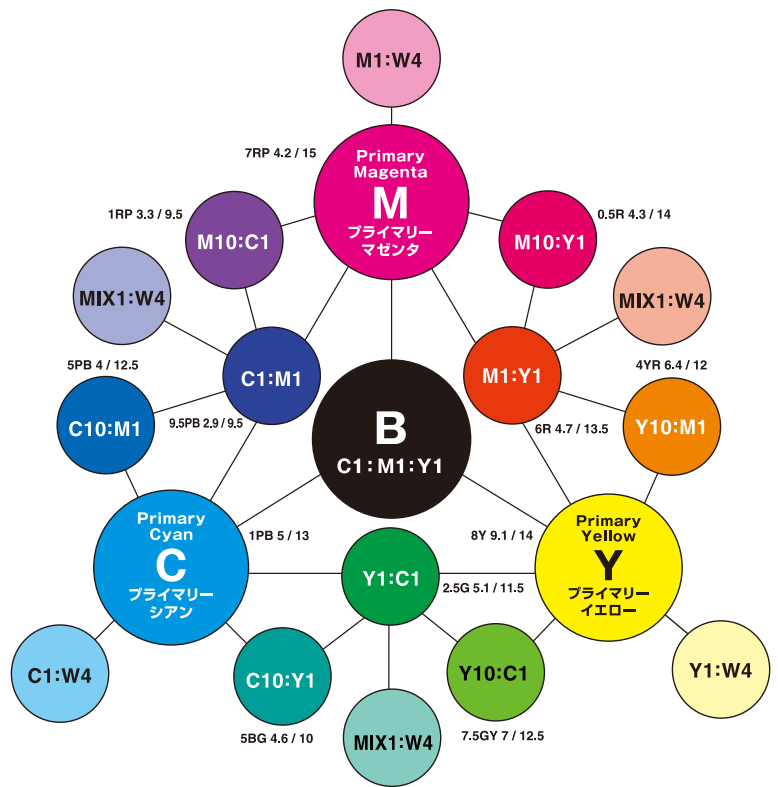 M1:W4
7RP 4.2 / 15
Primary
Magenta
M
プライマリー
マゼンタ
1RP 3.3 / 9.5
M10:C1
M10:Y1
0.5R 4.3 / 14
MIX1:W4
MIX1:W4
5PB 4 / 12.5
C1:M1
M1:Y1
4YR 6.4 / 12
C10:M1
9.5PB 2.9 / 9.5
B
C1:M1:Y1
6R 4.7 / 13.5
Y10:M1
Primary
Cyan
C
プライマリー
シアン
1PB 5 / 13
8Y 9.1 / 14
Primary
Yellow
Y
プライマリー
イエロー
Y1:C1
2.5G 5.1 / 11.5
C1:W4
C10:Y1
Y10:C1
Y1:W4
5BG 4.6 / 10
MIX1:W4
7.5GY 7 / 12.5